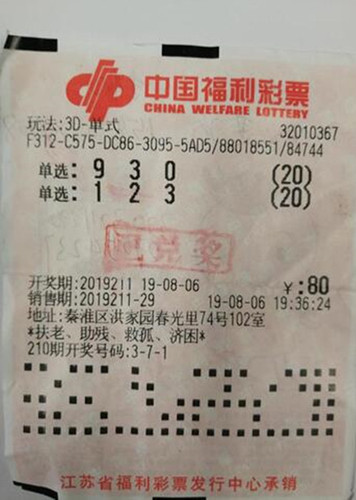 中国福利彩票
CHINA WELFARE LOTTERY
玩法:3D-单式
32010367
F312-C575-DC86-3095-5AD5/88018551/84744
单选: 9 3 0 (20)
单选: 1 2 3 (20)
已兑奖
开奖期:2019211 19-08-06 ¥:80
销售期:2019211-29 19-08-06 19:36:24
地址:秦淮区洪家园春光里74号102室
*扶老、助残、救孤、济困*
210期开奖号码:3-7-1
江苏省福利彩票发行中心承销